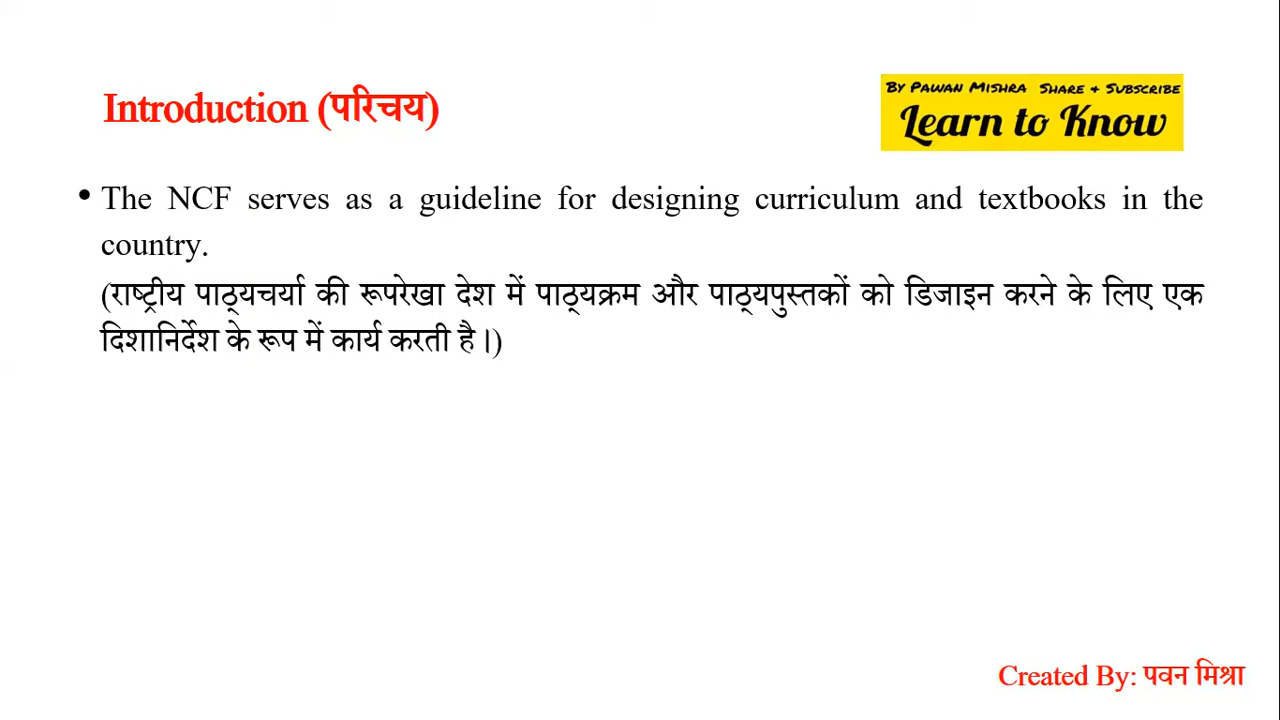 Introduction (परिचय)
BY PAWAN MISHRA SHARE & SUBSCRIBE
Learn to Know
• The NCF serves as a guideline for designing curriculum and textbooks in the
country.
(राष्ट्रीय पाठ्यचर्या की रूपरेखा देश में पाठ्यक्रम और पाठ्यपुस्तकों को डिजाइन करने के लिए एक
दिशानिर्देश के रूप में कार्य करती है।)
Created By: पवन मिश्रा